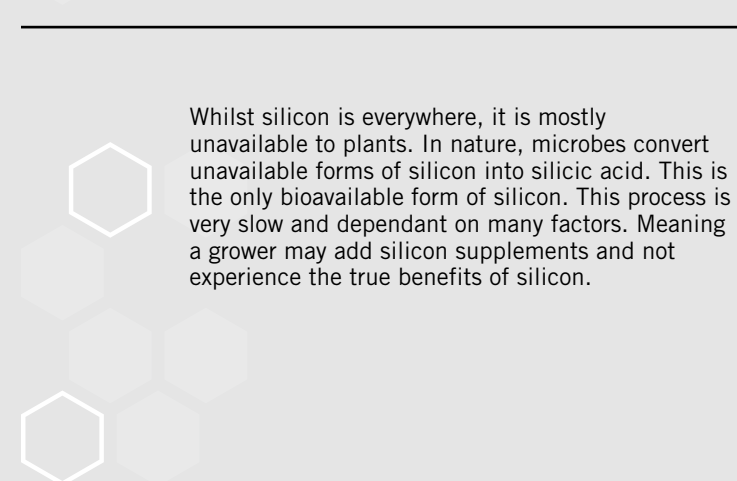 Whilst silicon is everywhere, it is mostly
unavailable to plants. In nature, microbes convert
unavailable forms of silicon into silicic acid. This is
the only bioavailable form of silicon. This process is
very slow and dependant on many factors. Meaning
a grower may add silicon supplements and not
experience the true benefits of silicon.